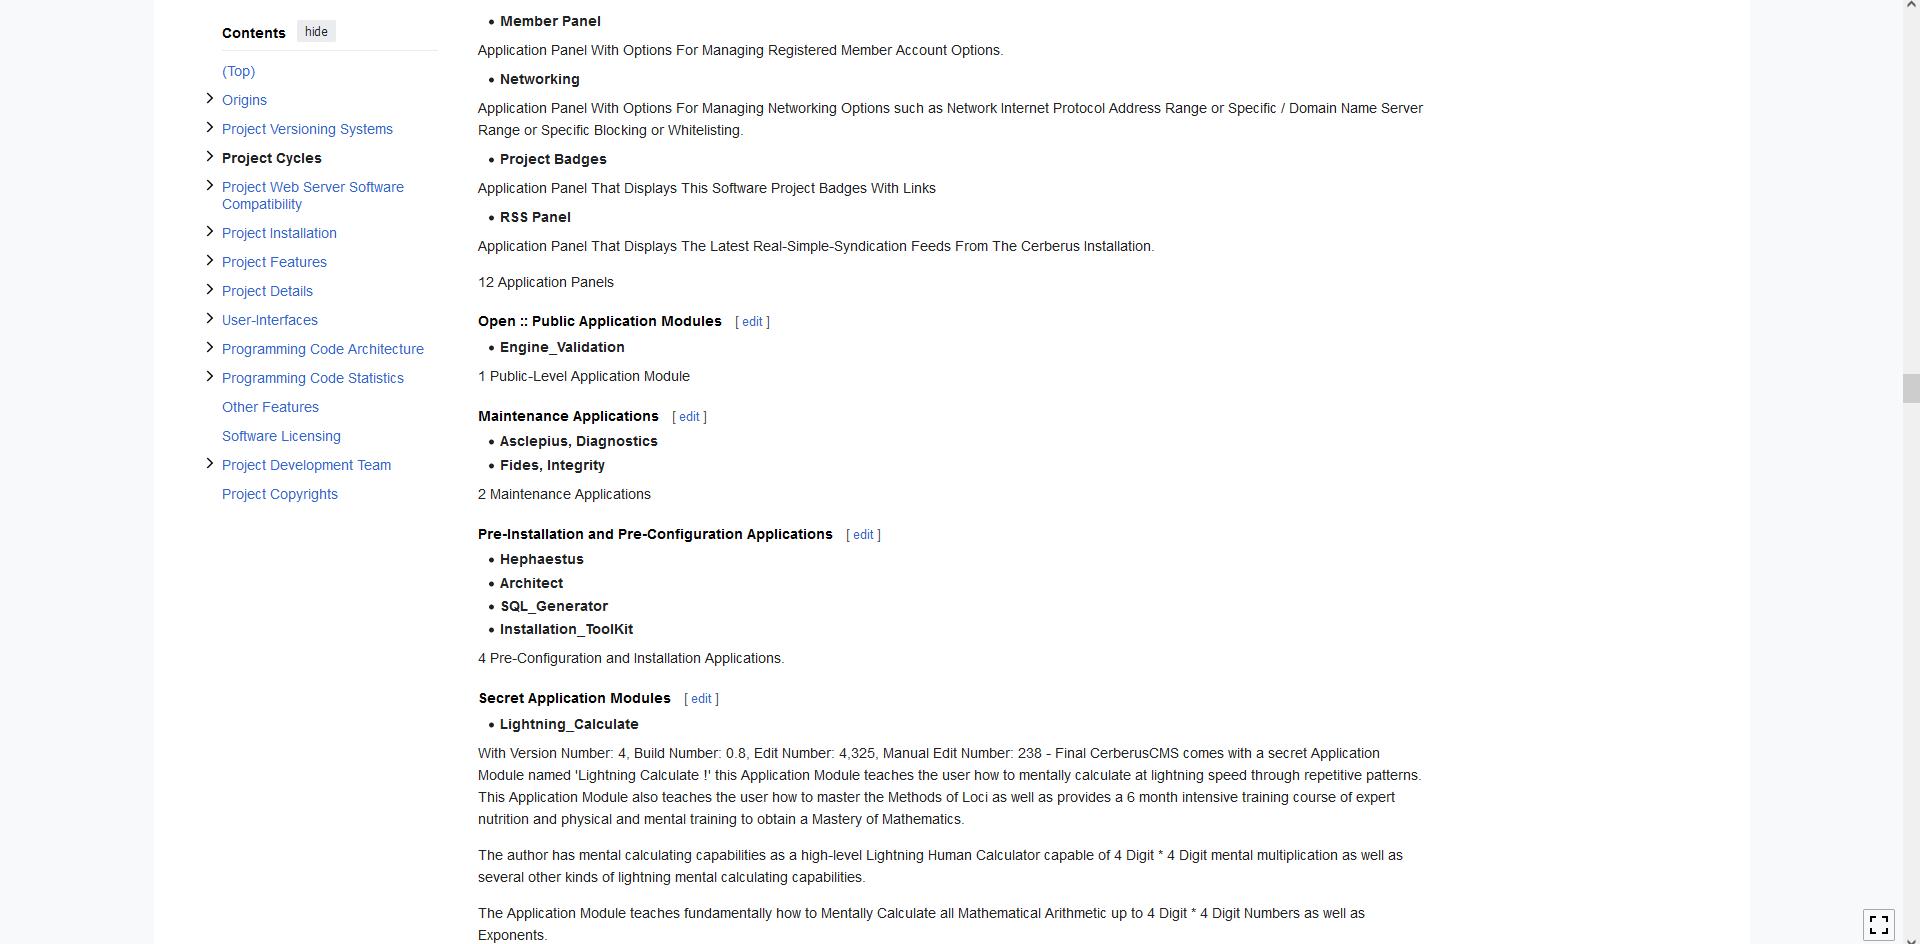 Contents hide
(Top)
Origins
Project Versioning Systems
Project Cycles
Project Web Server Software
Compatibility
Project Installation
Project Features
Project Details
User-Interfaces
Programming Code Architecture
Programming Code Statistics
Other Features
Software Licensing
Project Development Team
Project Copyrights
• Member Panel
Application Panel With Options For Managing Registered Member Account Options.
• Networking
Application Panel With Options For Managing Networking Options such as Network Internet Protocol Address Range or Specific / Domain Name Server
Range or Specific Blocking or Whitelisting.
• Project Badges
Application Panel That Displays This Software Project Badges With Links
• RSS Panel
Application Panel That Displays The Latest Real-Simple-Syndication Feeds From The Cerberus Installation.
12 Application Panels
Open :: Public Application Modules [ edit ]
• Engine_Validation
1 Public-Level Application Module
Maintenance Applications [ edit ]
• Asclepius, Diagnostics
• Fides, Integrity
2 Maintenance Applications
Pre-Installation and Pre-Configuration Applications [ edit ]
• Hephaestus
• Architect
• SQL_Generator
• Installation_ToolKit
4 Pre-Configuration and Installation Applications.
Secret Application Modules [ edit ]
• Lightning_Calculate
With Version Number: 4, Build Number: 0.8, Edit Number: 4,325, Manual Edit Number: 238 - Final CerberusCMS comes with a secret Application
Module named 'Lightning Calculate !' this Application Module teaches the user how to mentally calculate at lightning speed through repetitive patterns.
This Application Module also teaches the user how to master the Methods of Loci as well as provides a 6 month intensive training course of expert
nutrition and physical and mental training to obtain a Mastery of Mathematics.
The author has mental calculating capabilities as a high-level Lightning Human Calculator capable of 4 Digit * 4 Digit mental multiplication as well as
several other kinds of lightning mental calculating capabilities.
The Application Module teaches fundamentally how to Mentally Calculate all Mathematical Arithmetic up to 4 Digit * 4 Digit Numbers as well as
Exponents.